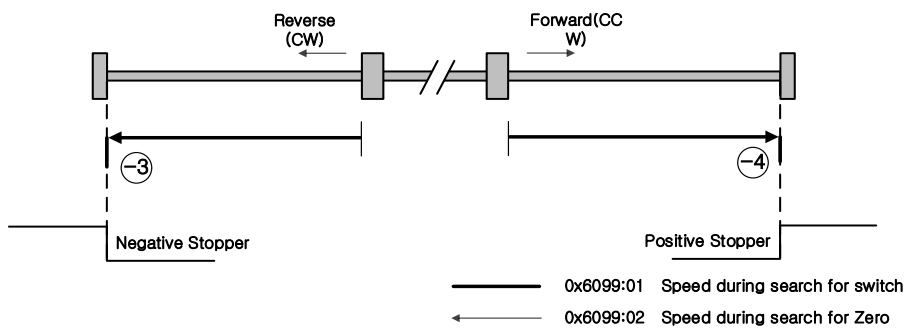 Reverse
(CW)
Forward(CC
W)
−3
−4
Negative Stopper
Positive Stopper
0x6099:01 Speed during search for switch
0x6099:02 Speed during search for Zero